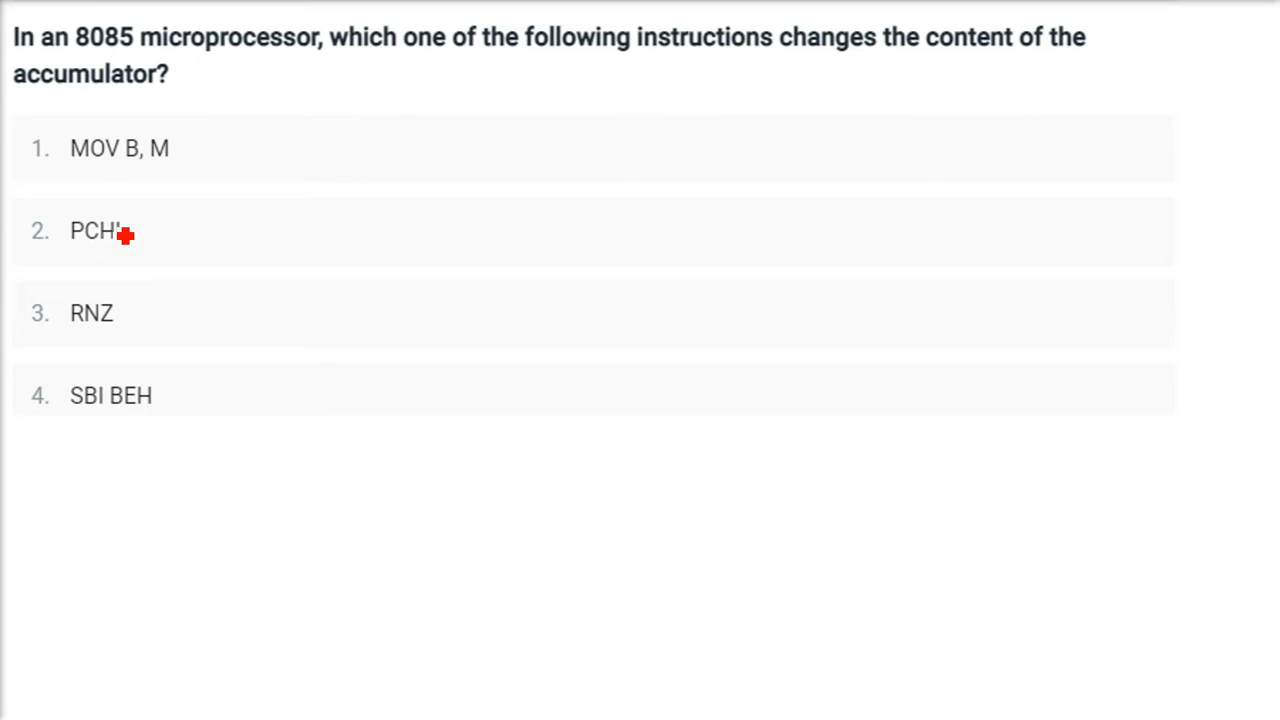 In an 8085 microprocessor, which one of the following instructions changes the content of the
accumulator?
1. MOV B, M
2.
3. RNZ
4. SBI BEH